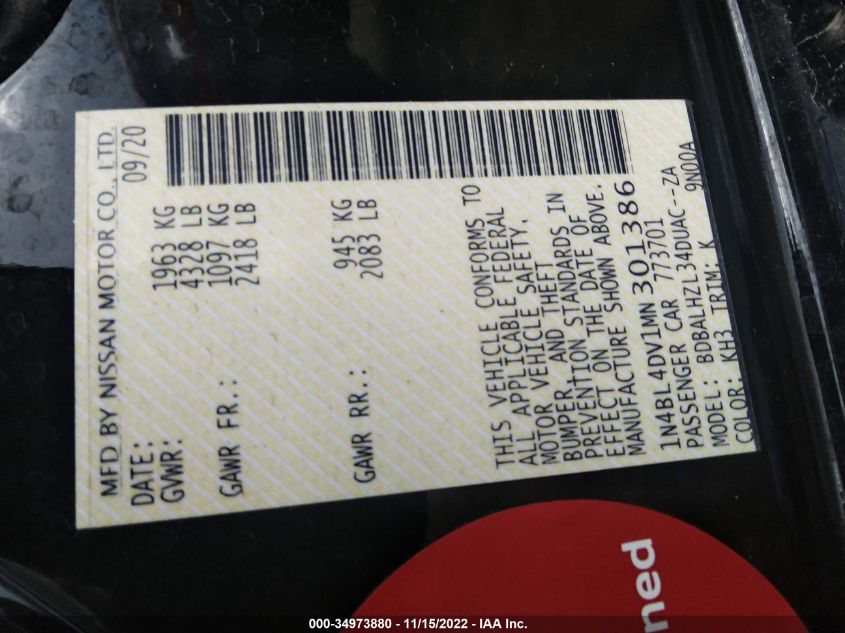 MFD BY NISSAN MOTOR CO., LTD.
DATE: 09/20
GVWR: 1963 KG
4328 LB
GAWR FR.: 1097 KG
2418 LB
GAWR RR.: 945 KG
2083 LB
THIS VEHICLE CONFORMS TO
ALL APPLICABLE FEDERAL
MOTOR VEHICLE SAFETY,
BUMPER, AND THEFT
PREVENTION STANDARDS IN
EFFECT ON THE DATE OF
MANUFACTURE SHOWN ABOVE.
1N4BL4DV1MN301386
PASSENGER CAR 773701
MODEL: BDBALHZL34DUAC--ZA
COLOR: KH3 TRIM. K 9N00A
ned
000-34973880 - 11/15/2022 - IAA Inc.